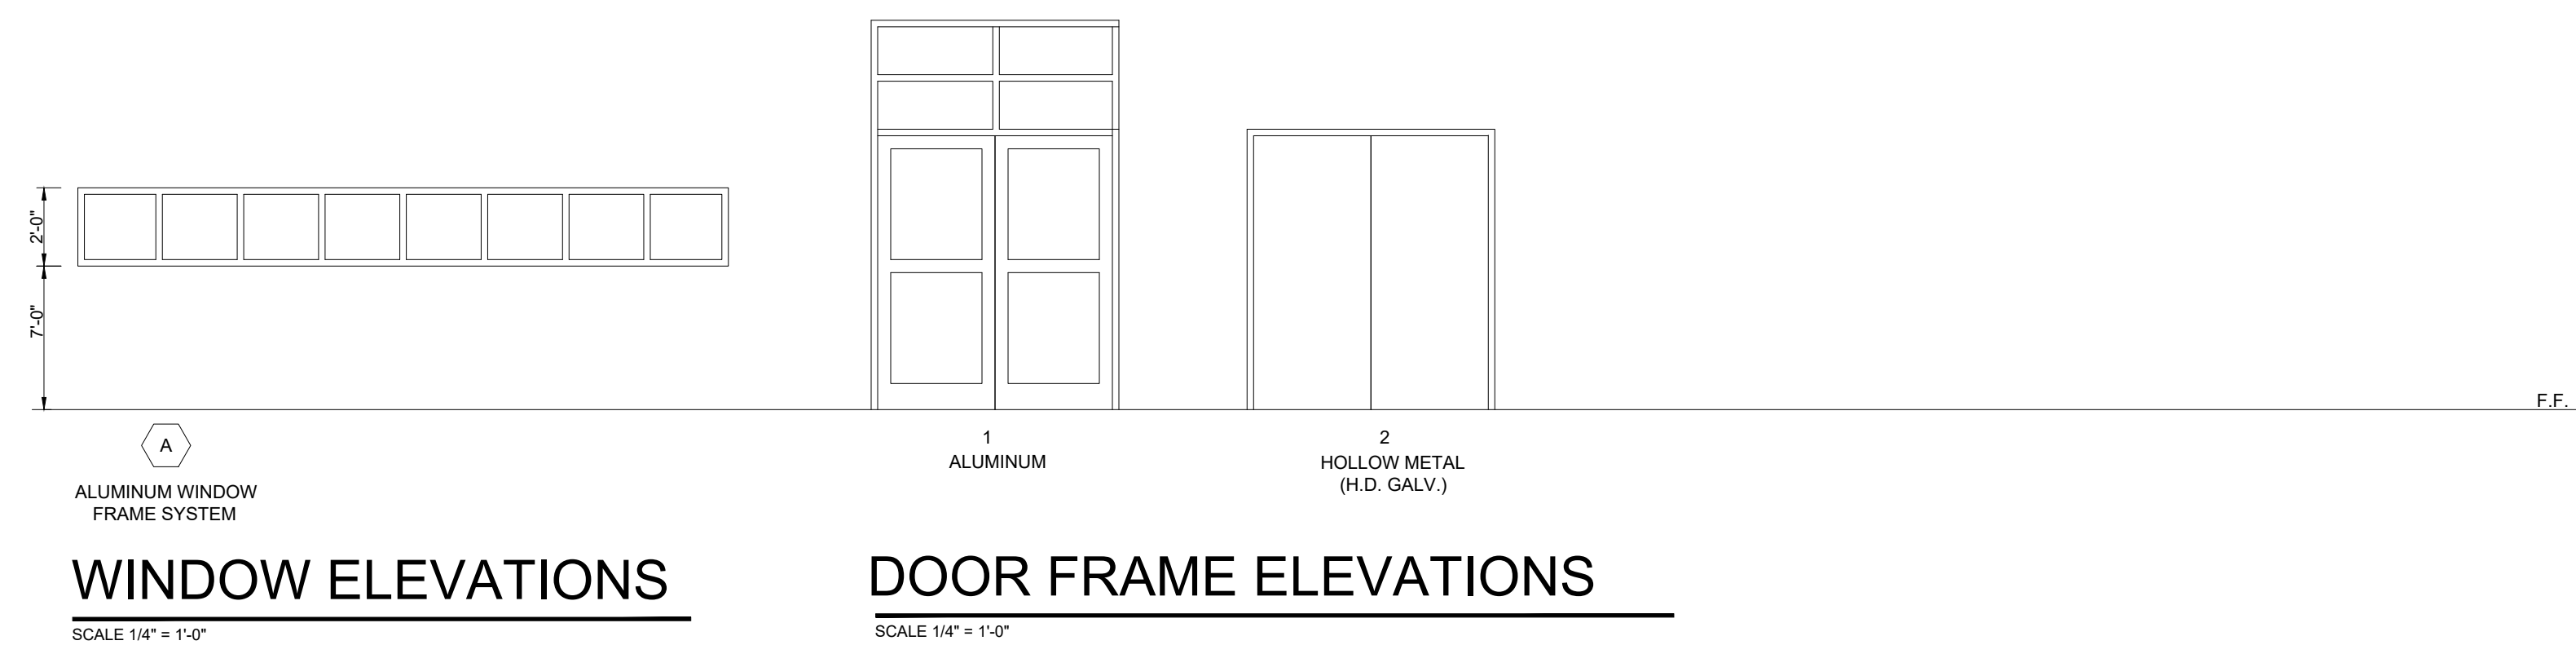 2'-0"
7'-0"
F.F.
A
ALUMINUM WINDOW
FRAME SYSTEM
1
ALUMINUM
2
HOLLOW METAL
(H.D. GALV.)
WINDOW ELEVATIONS
SCALE 1/4" = 1'-0"
DOOR FRAME ELEVATIONS
SCALE 1/4" = 1'-0"